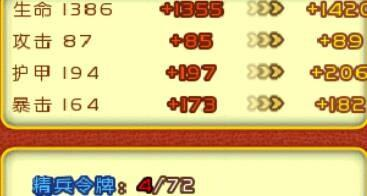 生命 1386 +1355 +1420
攻击 87 +85 +89
护甲 194 +197 +206
暴击 164 +173 +182
精兵令牌：4/72